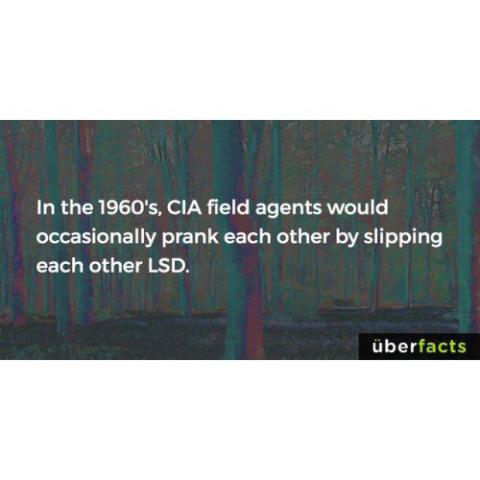 In the 1960's, CIA field agents would
occasionally prank each other by slipping
each other LSD.
überfacts